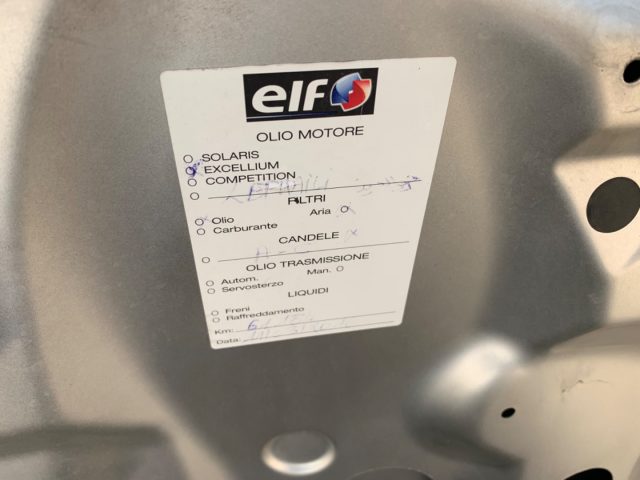 elf
OLIO MOTORE
SOLARIS
EXCELLIUM
COMPETITION
FILTRI
Olio Aria
Carburante
CANDELE
OLIO TRASMISSIONE
Autom. Man.
Servosterzo
LIQUIDI
Freni
Raffreddamento
Km:
Data: